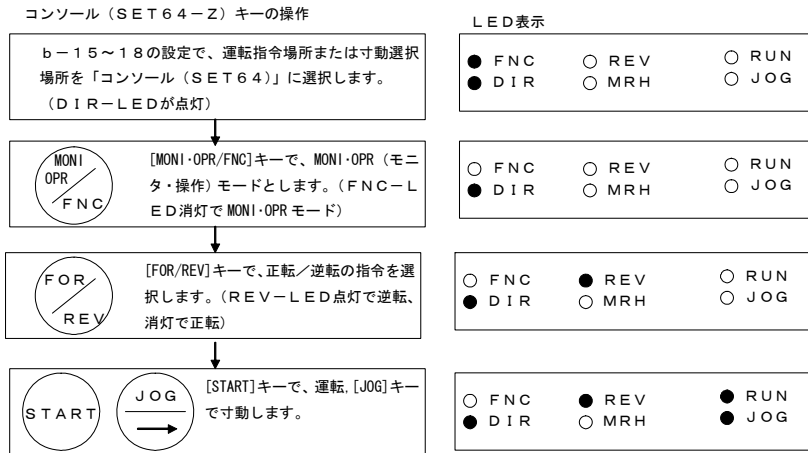 コンソール（SET64-Z）キーの操作
LED表示
b-15~18の設定で、運転指令場所または寸動選択
場所を「コンソール（SET64）」に選択します。
（DIR-LEDが点灯）
● FNC ○ REV ○ RUN
● DIR ○ MRH ○ JOG
MONI
OPR
FNC
[MONI・OPR/FNC]キーで、MONI・OPR（モニ
タ・操作）モードとします。（FNC-L
ED消灯でMONI・OPRモード）
○ FNC ○ REV ○ RUN
● DIR ○ MRH ○ JOG
FOR
REV
[FOR/REV]キーで、正転／逆転の指令を選
択します。（REV-LED点灯で逆転、
消灯で正転）
○ FNC ● REV ○ RUN
● DIR ○ MRH ○ JOG
START
JOG
[START]キーで、運転,[JOG]キー
で寸動します。
○ FNC ● REV ● RUN
● DIR ○ MRH ● JOG